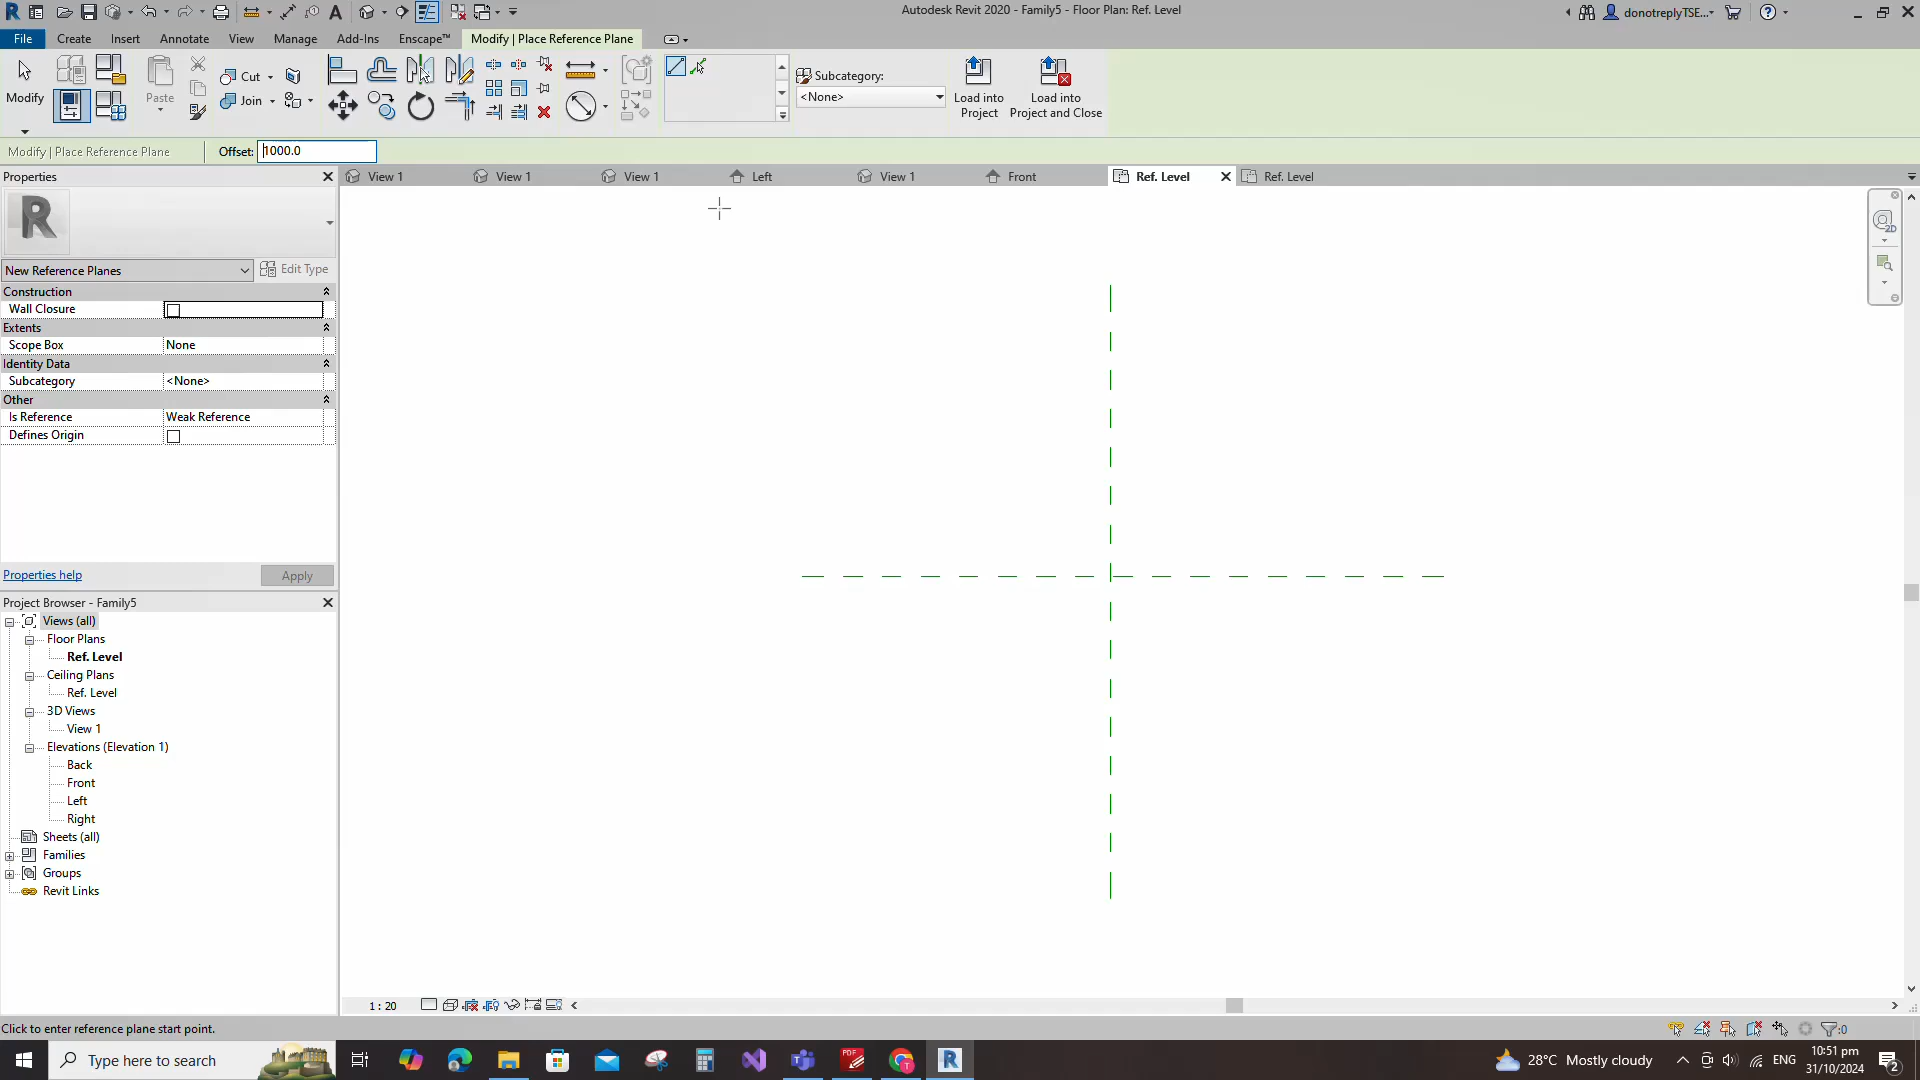 Autodesk Revit 2020 - Family5 - Floor Plan: Ref. Level
donotreplyTSE...
File
Create
Insert
Annotate
View
Manage
Add-Ins
Enscape™
Modify | Place Reference Plane
Modify
Paste
Cut
Join
Subcategory:
<None>
Load into
Project
Load into
Project and Close
Modify | Place Reference Plane
Offset:
1000.0
Properties
View 1
View 1
View 1
Left
View 1
Front
Ref. Level
Ref. Level
New Reference Planes
Edit Type
Construction
Wall Closure
Extents
Scope Box
None
Identity Data
Subcategory
<None>
Other
Is Reference
Weak Reference
Defines Origin
Properties help
Apply
Project Browser - Family5
Views (all)
Floor Plans
Ref. Level
Ceiling Plans
Ref. Level
3D Views
View 1
Elevations (Elevation 1)
Back
Front
Left
Right
Sheets (all)
Families
Groups
Revit Links
2D
1 : 20
Click to enter reference plane start point.
:0
Type here to search
28°C
Mostly cloudy
ENG
10:51 pm
31/10/2024
2